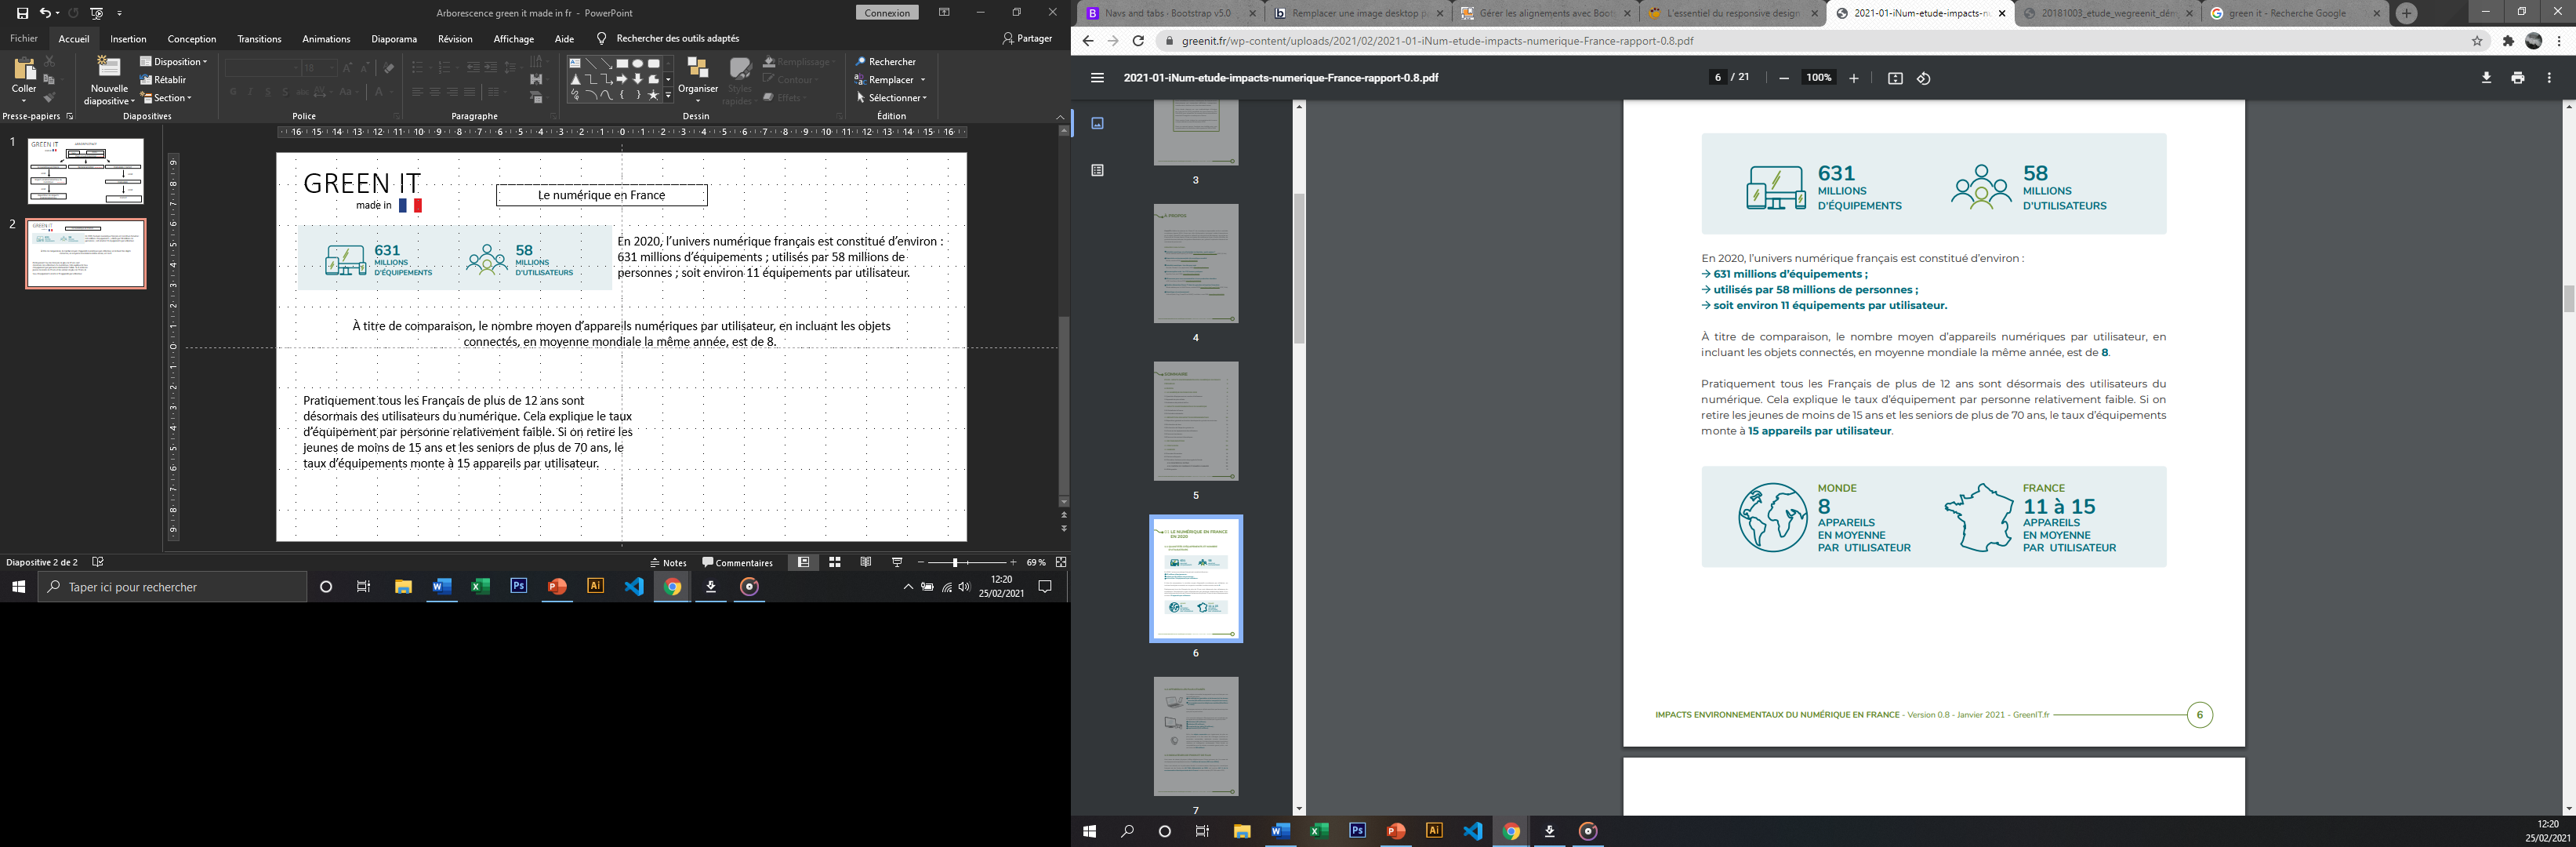 Arborescence green it made in fr - PowerPoint
Connexion
Fichier Accueil Insertion Conception Transitions Animations Diaporama Révision Affichage Aide Rechercher des outils adaptés Partager
Coller
Presse-papiers
Nouvelle diapositive
Disposition
Rétablir
Section
Diapositives
18
Police
Paragraphe
Organiser
Styles rapides
Remplissage
Contour
Effets
Dessin
Rechercher
Remplacer
Sélectionner
Édition
1
GREEN IT
2
GREEN IT
GREEN IT
made in
Le numérique en France
631
MILLIONS
D'ÉQUIPEMENTS
58
MILLIONS
D'UTILISATEURS
En 2020, l'univers numérique français est constitué d'environ :
631 millions d'équipements ; utilisés par 58 millions de
personnes ; soit environ 11 équipements par utilisateur.
À titre de comparaison, le nombre moyen d'appareils numériques par utilisateur, en incluant les objets
connectés, en moyenne mondiale la même année, est de 8.
Pratiquement tous les Français de plus de 12 ans sont
désormais des utilisateurs du numérique. Cela explique le taux
d'équipement par personne relativement faible. Si on retire les
jeunes de moins de 15 ans et les seniors de plus de 70 ans, le
taux d'équipements monte à 15 appareils par utilisateur.
Diapositive 2 de 2
Notes
Commentaires
69 %
Taper ici pour rechercher
12:20
25/02/2021
Navs and tabs · Bootstrap v5.0
Remplacer une image desktop p
Gérer les alignements avec Boot
L'essentiel du responsive design
2021-01-iNum-etude-impacts-n
20181003_etude_wegreenit_dém
green it - Recherche Google
greenit.fr/wp-content/uploads/2021/02/2021-01-iNum-etude-impacts-numerique-France-rapport-0.8.pdf
2021-01-iNum-etude-impacts-numerique-France-rapport-0.8.pdf
6 / 21
100%
3
4
5
6
7
631
MILLIONS
D'ÉQUIPEMENTS
58
MILLIONS
D'UTILISATEURS
En 2020, l'univers numérique français est constitué d'environ :
→ 631 millions d'équipements ;
→ utilisés par 58 millions de personnes ;
→ soit environ 11 équipements par utilisateur.
À titre de comparaison, le nombre moyen d'appareils numériques par utilisateur, en
incluant les objets connectés, en moyenne mondiale la même année, est de 8.
Pratiquement tous les Français de plus de 12 ans sont désormais des utilisateurs du
numérique. Cela explique le taux d'équipement par personne relativement faible. Si on
retire les jeunes de moins de 15 ans et les seniors de plus de 70 ans, le taux d'équipements
monte à 15 appareils par utilisateur.
MONDE
8
APPAREILS
EN MOYENNE
PAR UTILISATEUR
FRANCE
11 à 15
APPAREILS
EN MOYENNE
PAR UTILISATEUR
IMPACTS ENVIRONNEMENTAUX DU NUMÉRIQUE EN FRANCE - Version 0.8 - Janvier 2021 - GreenIT.fr
6
12:20
25/02/2021